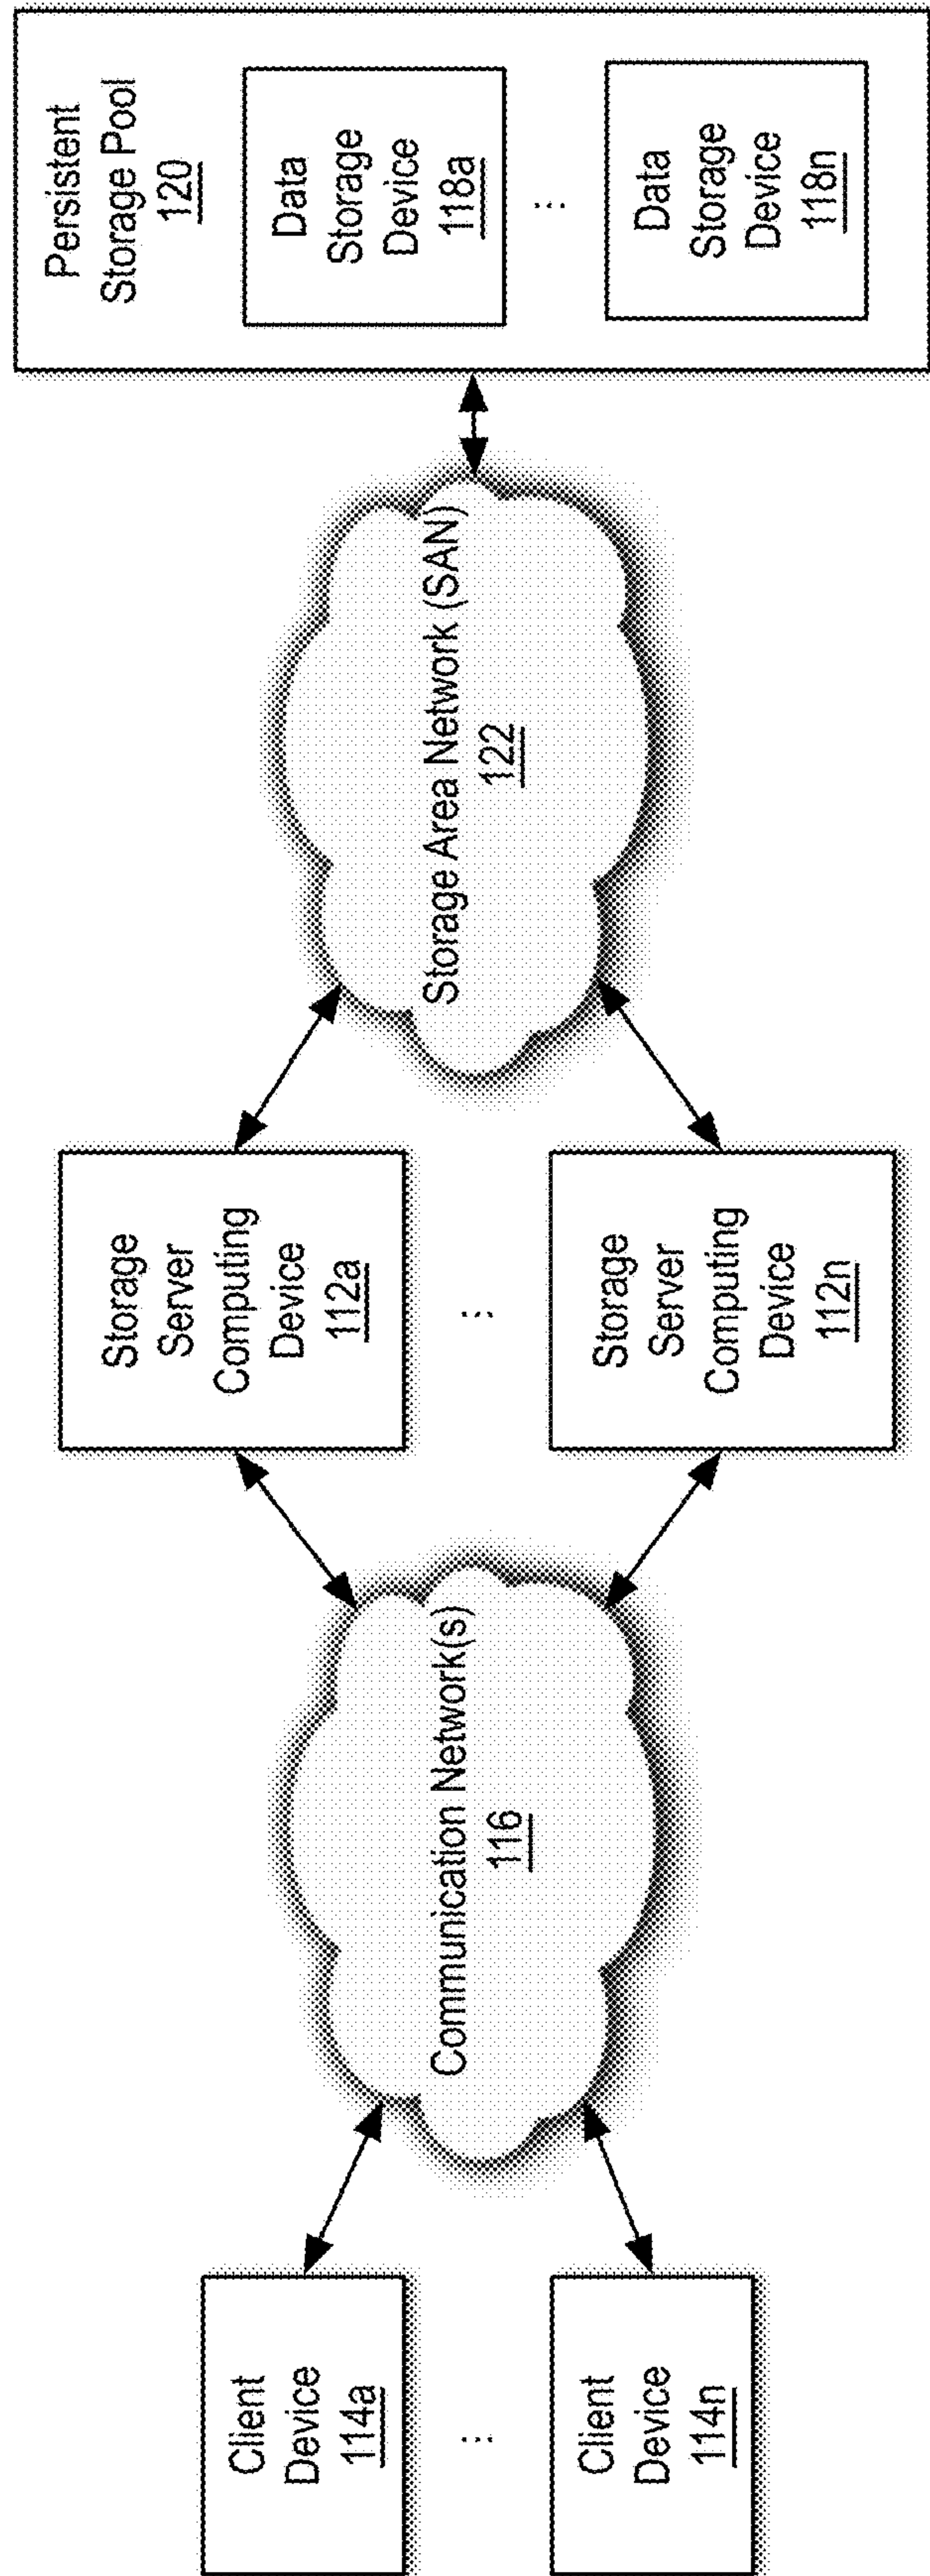 Client
Device
114a
...
Client
Device
114n
Communication Network(s)
116
Storage
Server
Computing
Device
112a
...
Storage
Server
Computing
Device
112n
Storage Area Network (SAN)
122
Persistent
Storage Pool
120
Data
Storage
Device
118a
...
Data
Storage
Device
118n